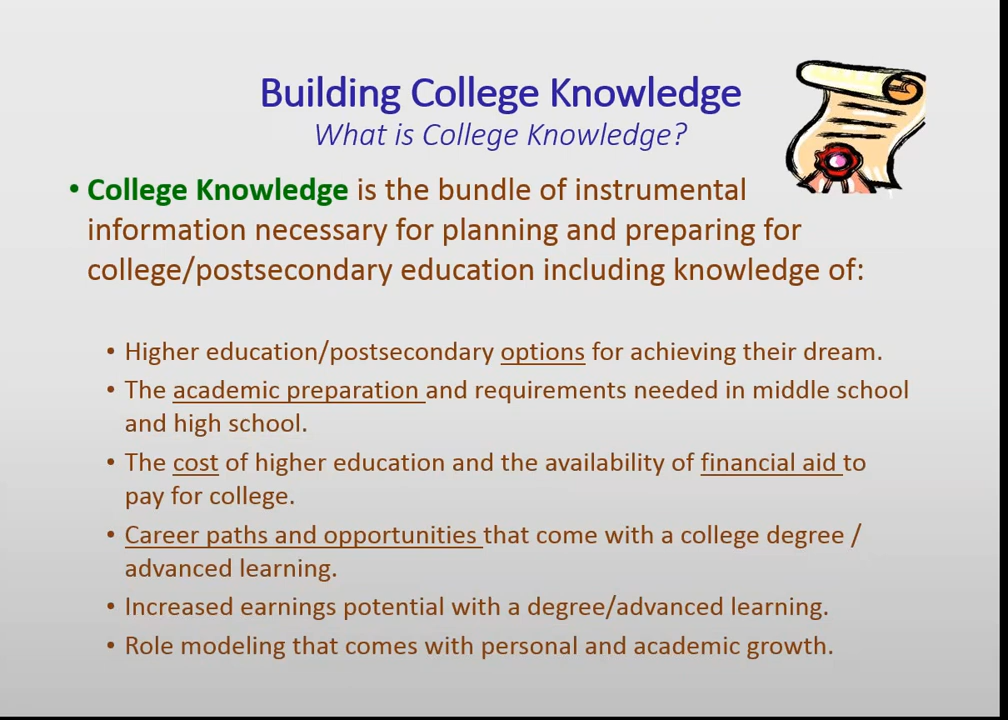 Building College Knowledge
What is College Knowledge?
• College Knowledge is the bundle of instrumental
information necessary for planning and preparing for
college/postsecondary education including knowledge of:
• Higher education/postsecondary options for achieving their dream.
• The academic preparation and requirements needed in middle school
and high school.
• The cost of higher education and the availability of financial aid to
pay for college.
• Career paths and opportunities that come with a college degree /
advanced learning.
• Increased earnings potential with a degree/advanced learning.
• Role modeling that comes with personal and academic growth.